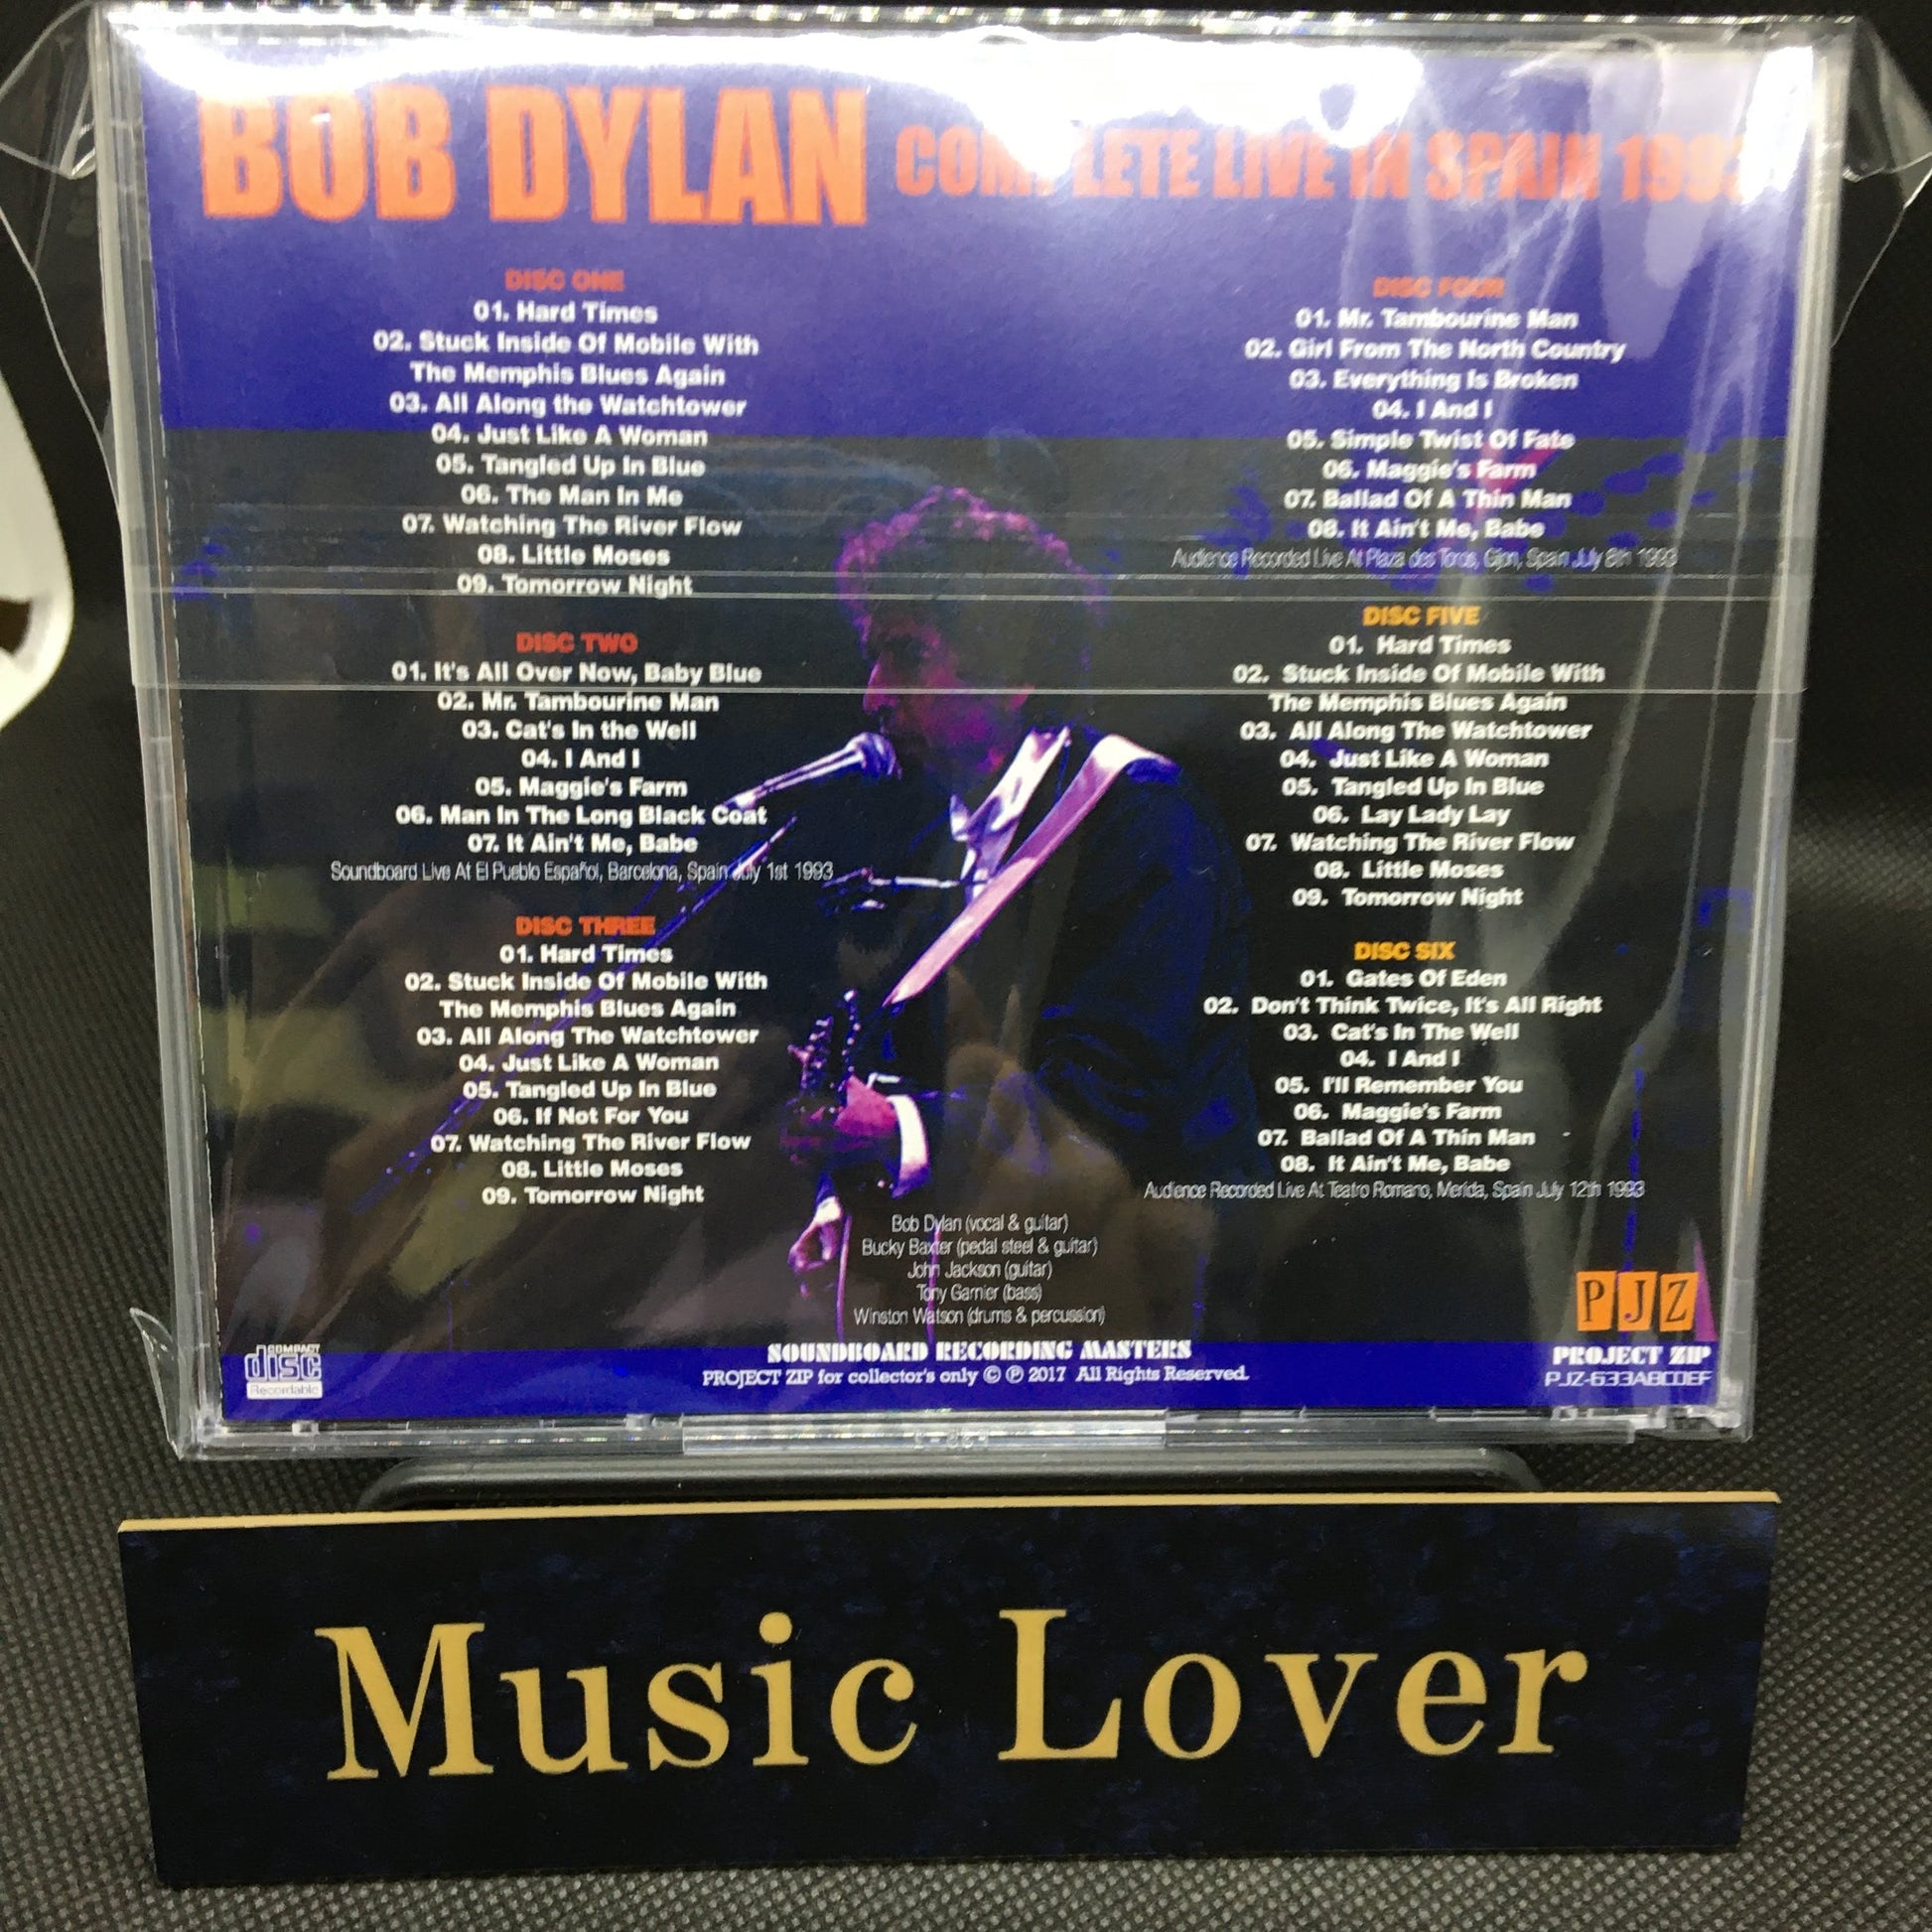 BOB DYLAN COMPLETE LIVE IN SPAIN 1993
DISC ONE
01. Hard Times
02. Stuck Inside Of Mobile With
The Memphis Blues Again
03. All Along the Watchtower
04. Just Like A Woman
05. Tangled Up In Blue
06. The Man In Me
07. Watching The River Flow
08. Little Moses
09. Tomorrow Night
DISC TWO
01. It's All Over Now, Baby Blue
02. Mr. Tambourine Man
03. Cat's In the Well
04. I And I
05. Maggie's Farm
06. Man In The Long Black Coat
07. It Ain't Me, Babe
Soundboard Live At El Pueblo Español, Barcelona, Spain July 1st 1993
DISC THREE
01. Hard Times
02. Stuck Inside Of Mobile With
The Memphis Blues Again
03. All Along The Watchtower
04. Just Like A Woman
05. Tangled Up In Blue
06. If Not For You
07. Watching The River Flow
08. Little Moses
09. Tomorrow Night
DISC FOUR
01. Mr. Tambourine Man
02. Girl From The North Country
03. Everything Is Broken
04. I And I
05. Simple Twist Of Fate
06. Maggie's Farm
07. Ballad Of A Thin Man
08. It Ain't Me, Babe
Audience Recorded Live At Plaza des Toros, Gijon, Spain July 8th 1993
DISC FIVE
01. Hard Times
02. Stuck Inside Of Mobile With
The Memphis Blues Again
03. All Along The Watchtower
04. Just Like A Woman
05. Tangled Up In Blue
06. Lay Lady Lay
07. Watching The River Flow
08. Little Moses
09. Tomorrow Night
DISC SIX
01. Gates Of Eden
02. Don't Think Twice, It's All Right
03. Cat's In The Well
04. I And I
05. I'll Remember You
06. Maggie's Farm
07. Ballad Of A Thin Man
08. It Ain't Me, Babe
Audience Recorded Live At Teatro Romano, Merida, Spain July 12th 1993
Bob Dylan (vocal & guitar)
Bucky Baxter (pedal steel & guitar)
John Jackson (guitar)
Tony Garnier (bass)
Winston Watson (drums & percussion)
SOUNDBOARD RECORDING MASTERS
PROJECT ZIP for collector's only © ℗ 2017 All Rights Reserved.
COMPACT
disc
Recordable
PJZ
PROJECT ZIP
PJZ-633ABCDEF
Music Lover